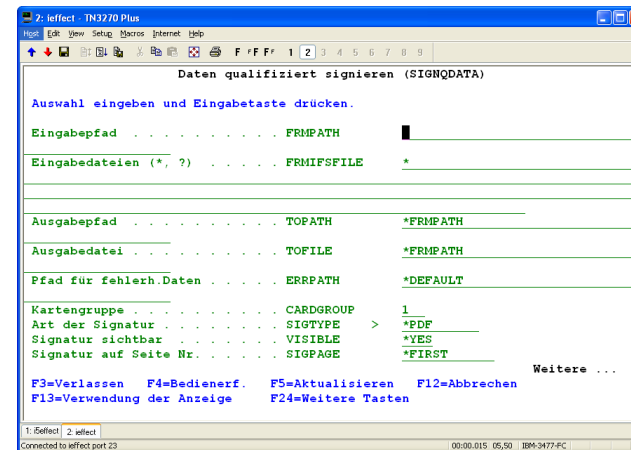 2: ieffect - TN3270 Plus
Host Edit View Setup Macros Internet Help
F FF FF 1 2 3 4 5 6 7 8 9
Daten qualifiziert signieren (SIGNQDATA)
Auswahl eingeben und Eingabetaste drücken.
Eingabepfad . . . . . . . . . . FRMPATH
Eingabedateien (*, ?) . . . . . FRMIFSFILE *
Ausgabepfad . . . . . . . . . . TOPATH *FRMPATH
Ausgabedatei . . . . . . . . . TOFILE *FRMPATH
Pfad für fehlerh.Daten . . . . ERRPATH *DEFAULT
Kartengruppe . . . . . . . . . CARDGROUP 1
Art der Signatur . . . . . . . SIGTYPE > *PDF
Signatur sichtbar . . . . . . . VISIBLE *YES
Signatur auf Seite Nr. . . . . . SIGPAGE *FIRST
Weitere ...
F3=Verlassen F4=Bedienerf. F5=Aktualisieren F12=Abbrechen
F13=Verwendung der Anzeige F24=Weitere Tasten
1: i5effect 2: ieffect
Connected to ieffect port 23 00:00.015 05,50 IBM-3477-FC